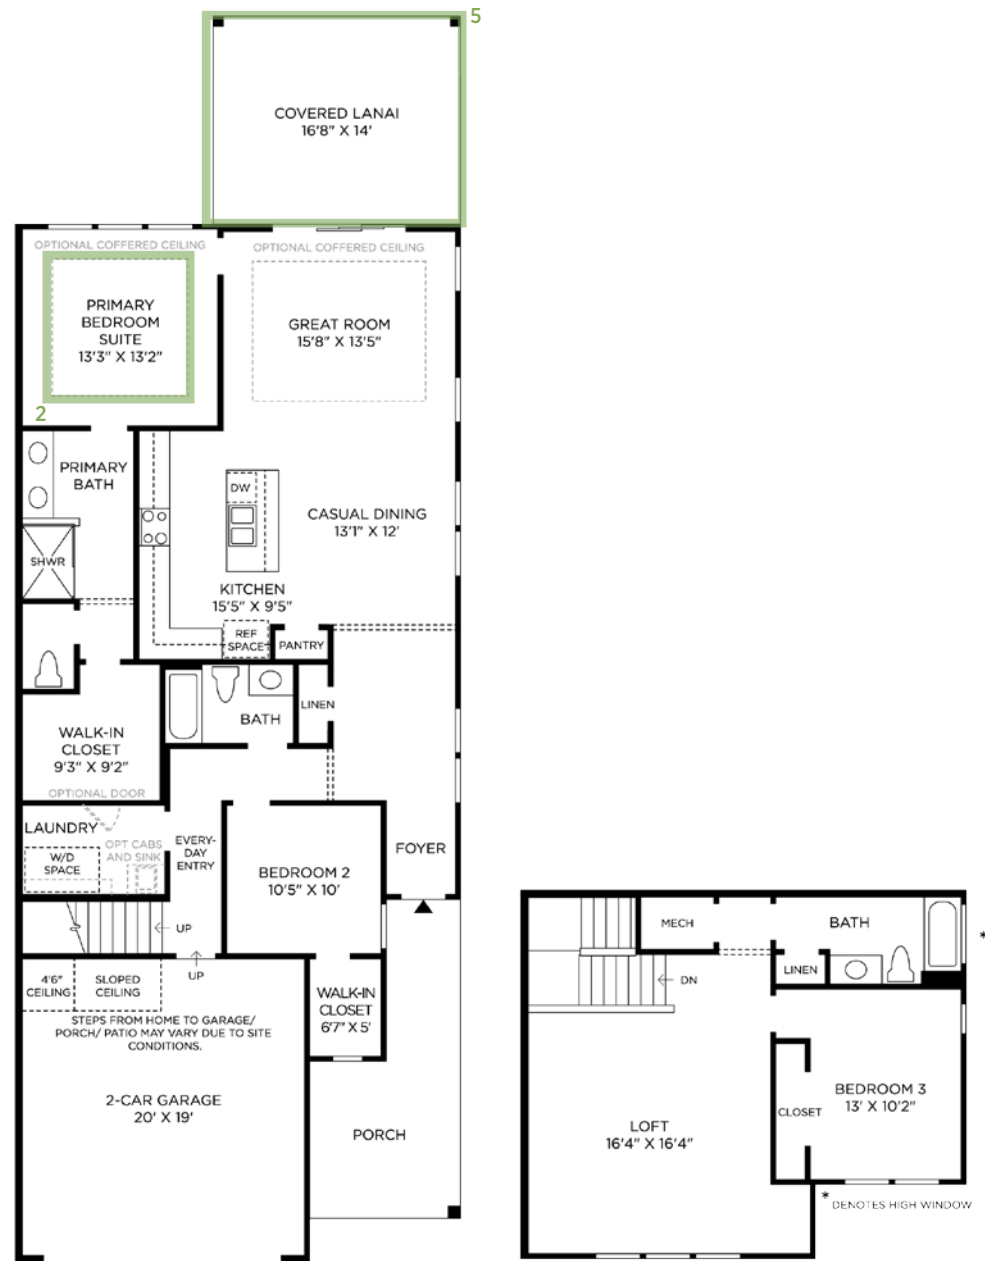 5
COVERED LANAI
16'8" X 14'
OPTIONAL COFFERED CEILING
OPTIONAL COFFERED CEILING
PRIMARY
BEDROOM
SUITE
13'3" X 13'2"
GREAT ROOM
15'8" X 13'5"
2
PRIMARY
BATH
DW
CASUAL DINING
13'1" X 12'
SHWR
KITCHEN
15'5" X 9'5"
REF
SPACE
PANTRY
LINEN
BATH
WALK-IN
CLOSET
9'3" X 9'2"
OPTIONAL DOOR
LAUNDRY
OPT CABS
AND SINK
W/D
SPACE
EVERY-
DAY
ENTRY
FOYER
BEDROOM 2
10'5" X 10'
UP
UP
4'6"
CEILING
SLOPED
CEILING
WALK-IN
CLOSET
6'7" X 5'
STEPS FROM HOME TO GARAGE/
PORCH/ PATIO MAY VARY DUE TO SITE
CONDITIONS.
2-CAR GARAGE
20' X 19'
PORCH
MECH
BATH
*
LINEN
DN
BEDROOM 3
13' X 10'2"
CLOSET
LOFT
16'4" X 16'4"
* DENOTES HIGH WINDOW